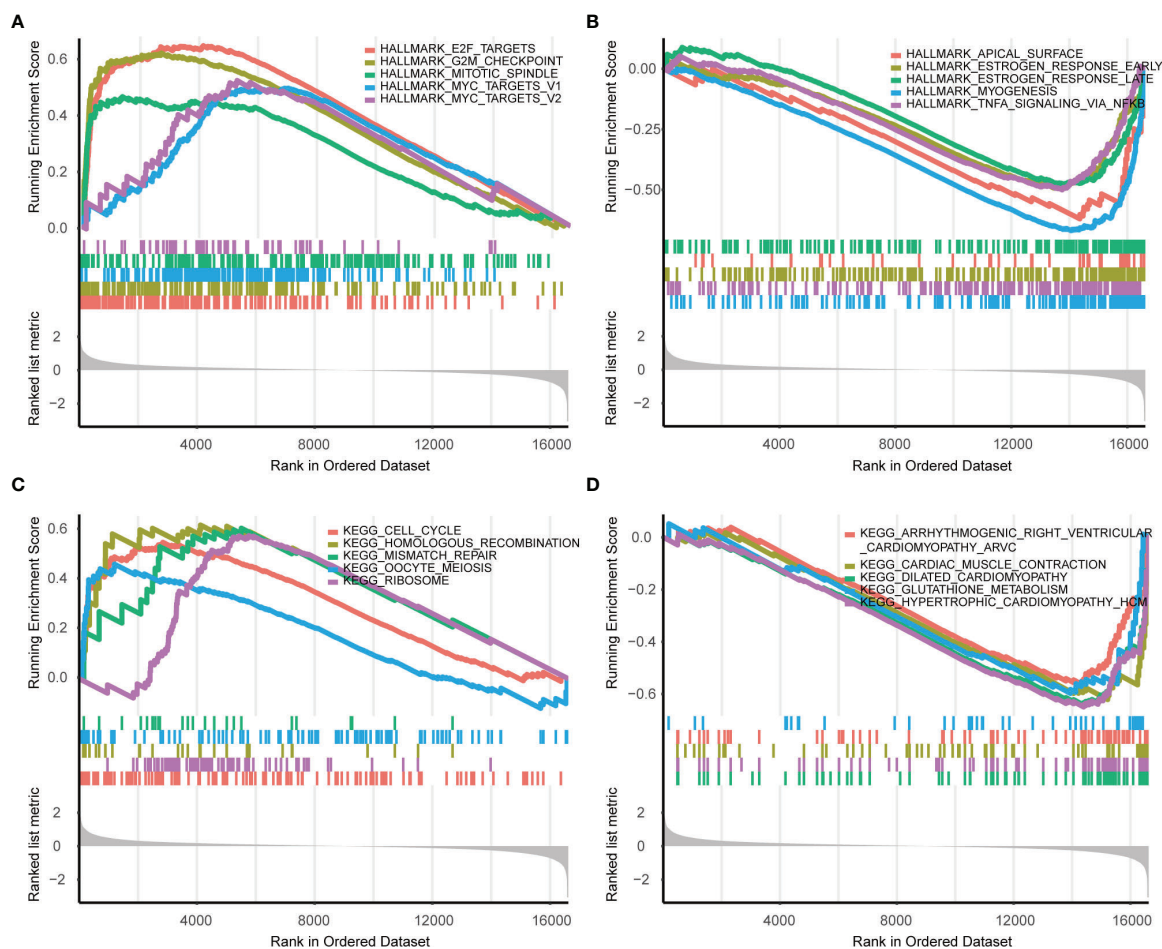 A
Running Enrichment Score
0.6
0.4
0.2
0.0
HALLMARK_E2F_TARGETS
HALLMARK_G2M_CHECKPOINT
HALLMARK_MITOTIC_SPINDLE
HALLMARK_MYC_TARGETS_V1
HALLMARK_MYC_TARGETS_V2
Ranked list metric
2
0
−2
4000 8000 12000 16000
Rank in Ordered Dataset
B
Running Enrichment Score
0.00
−0.25
−0.50
HALLMARK_APICAL_SURFACE
HALLMARK_ESTROGEN_RESPONSE_EARLY
HALLMARK_ESTROGEN_RESPONSE_LATE
HALLMARK_MYOGENESIS
HALLMARK_TNFA_SIGNALING_VIA_NFKB
Ranked list metric
2
0
−2
4000 8000 12000 16000
Rank in Ordered Dataset
C
Running Enrichment Score
0.6
0.4
0.2
0.0
KEGG_CELL_CYCLE
KEGG_HOMOLOGOUS_RECOMBINATION
KEGG_MISMATCH_REPAIR
KEGG_OOCYTE_MEIOSIS
KEGG_RIBOSOME
Ranked list metric
2
0
−2
4000 8000 12000 16000
Rank in Ordered Dataset
D
Running Enrichment Score
0.0
−0.2
−0.4
−0.6
KEGG_ARRHYTHMOGENIC_RIGHT_VENTRICULAR
_CARDIOMYOPATHY_ARVC
KEGG_CARDIAC_MUSCLE_CONTRACTION
KEGG_DILATED_CARDIOMYOPATHY
KEGG_GLUTATHIONE_METABOLISM
KEGG_HYPERTROPHIC_CARDIOMYOPATHY_HCM
Ranked list metric
2
0
−2
4000 8000 12000 16000
Rank in Ordered Dataset